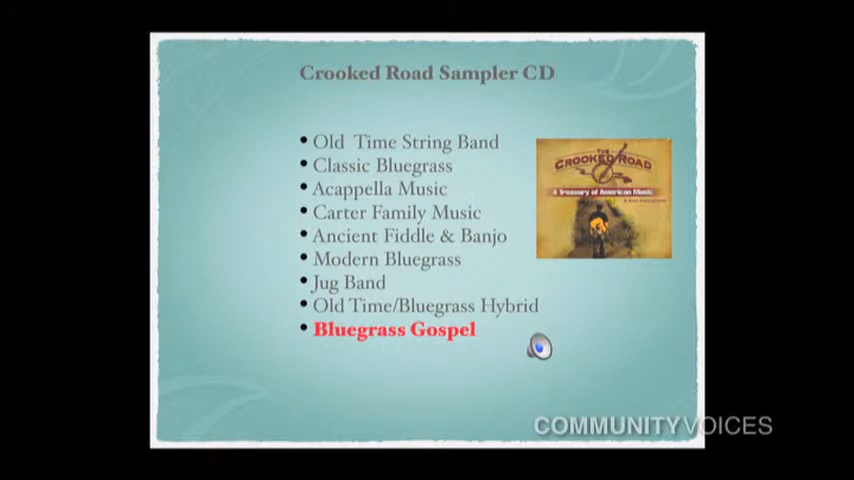 Crooked Road Sampler CD
• Old Time String Band
• Classic Bluegrass
• Acappella Music
• Carter Family Music
• Ancient Fiddle & Banjo
• Modern Bluegrass
• Jug Band
• Old Time/Bluegrass Hybrid
• Bluegrass Gospel
THE
CROOKED ROAD
A Treasury of American Music
COMMUNITYVOICES